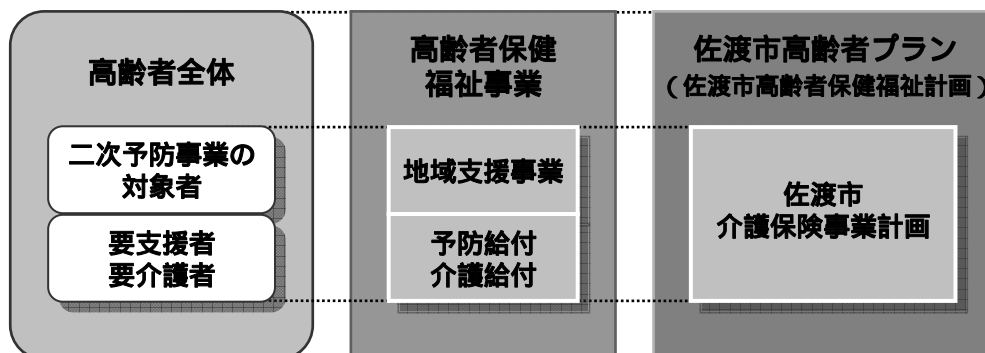 高齢者全体
二次予防事業の
対象者
要支援者
要介護者
高齢者保健
福祉事業
地域支援事業
予防給付
介護給付
佐渡市高齢者プラン
(佐渡市高齢者保健福祉計画)
佐渡市
介護保険事業計画